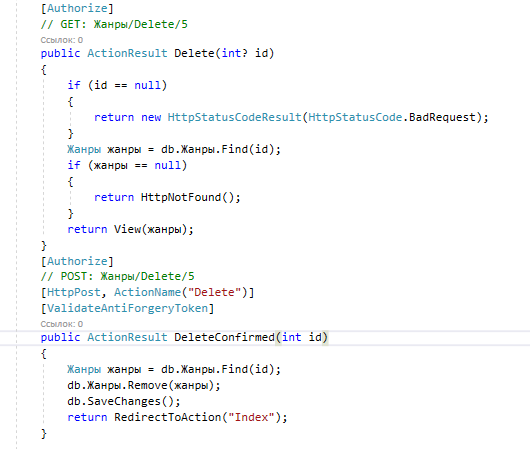 [Authorize]
// GET: Жанры/Delete/5
Ссылок: 0
public ActionResult Delete(int? id)
{
if (id == null)
{
return new HttpStatusCodeResult(HttpStatusCode.BadRequest);
}
Жанры жанры = db.Жанры.Find(id);
if (жанры == null)
{
return HttpNotFound();
}
return View(жанры);
}
[Authorize]
// POST: Жанры/Delete/5
[HttpPost, ActionName("Delete")]
[ValidateAntiForgeryToken]
Ссылок: 0
public ActionResult DeleteConfirmed(int id)
{
Жанры жанры = db.Жанры.Find(id);
db.Жанры.Remove(жанры);
db.SaveChanges();
return RedirectToAction("Index");
}